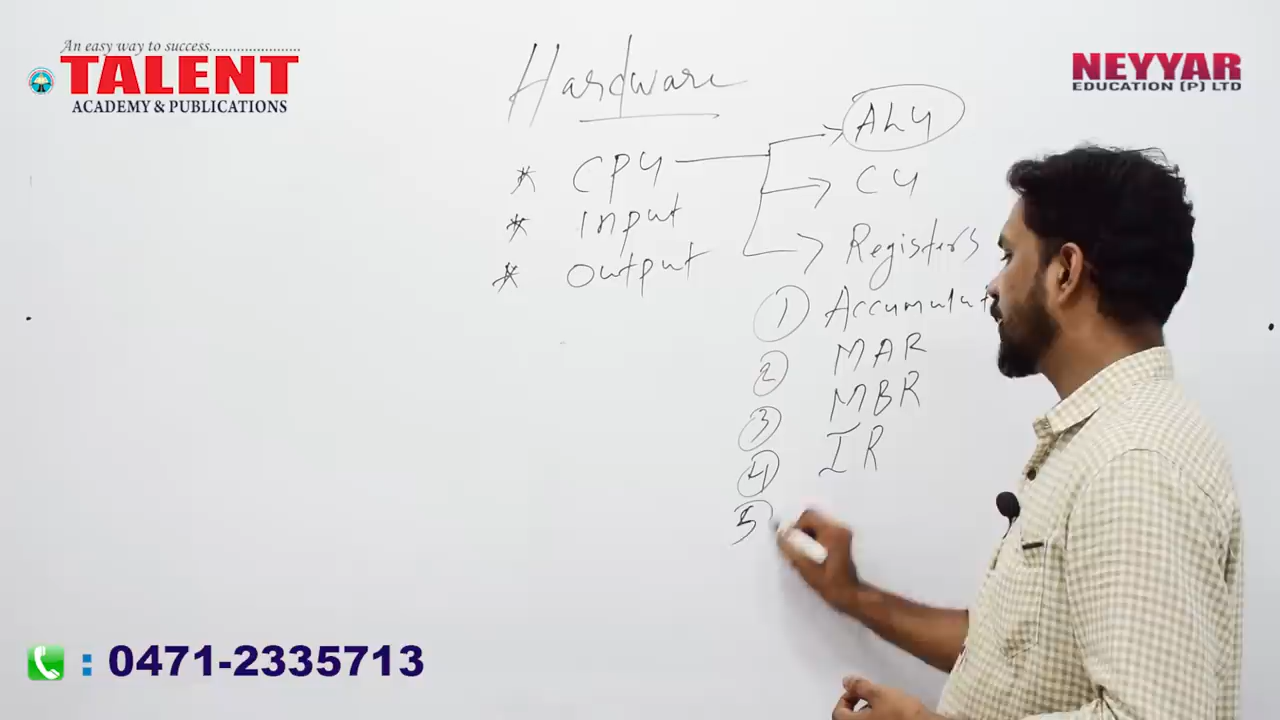 An easy way to success......................
TALENT
ACADEMY & PUBLICATIONS
NEYYAR
EDUCATION (P) LTD
Hardware
* CPU → ALU
→ CU
→ Registers
* Input
* Output
1 Accumulat
2 MAR
3 MBR
4 IR
5
: 0471-2335713